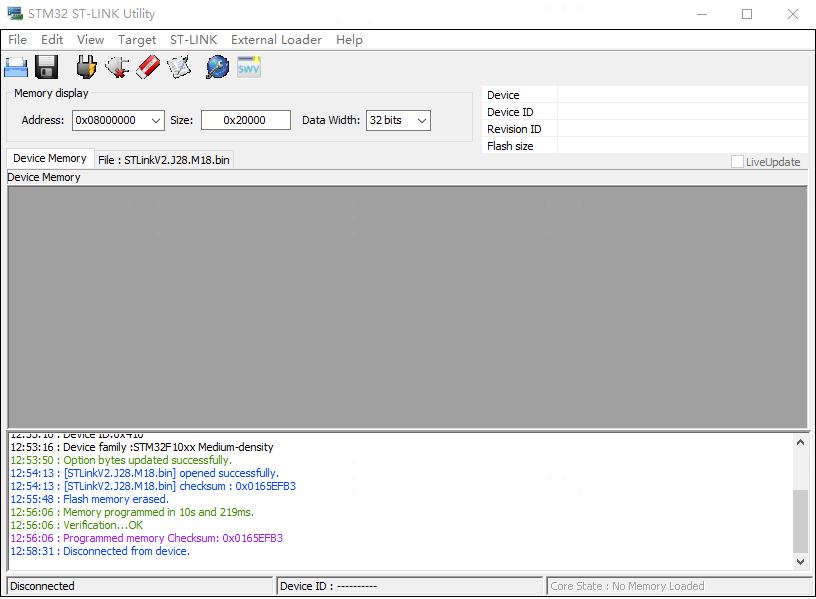 STM32 ST-LINK Utility
File Edit View Target ST-LINK External Loader Help
SWV
Memory display
Address: 0x08000000 Size: 0x20000 Data Width: 32 bits
Device
Device ID
Revision ID
Flash size
LiveUpdate
Device Memory File : STLinkV2.J28.M18.bin
Device Memory
12:53:16 : Device ID:0x410
12:53:16 : Device family :STM32F10xx Medium-density
12:53:50 : Option bytes updated successfully.
12:54:13 : [STLinkV2.J28.M18.bin] opened successfully.
12:54:13 : [STLinkV2.J28.M18.bin] checksum : 0x0165EFB3
12:55:48 : Flash memory erased.
12:56:06 : Memory programmed in 10s and 219ms.
12:56:06 : Verification...OK
12:56:06 : Programmed memory Checksum: 0x0165EFB3
12:58:31 : Disconnected from device.
Disconnected Device ID : ---------- Core State : No Memory Loaded